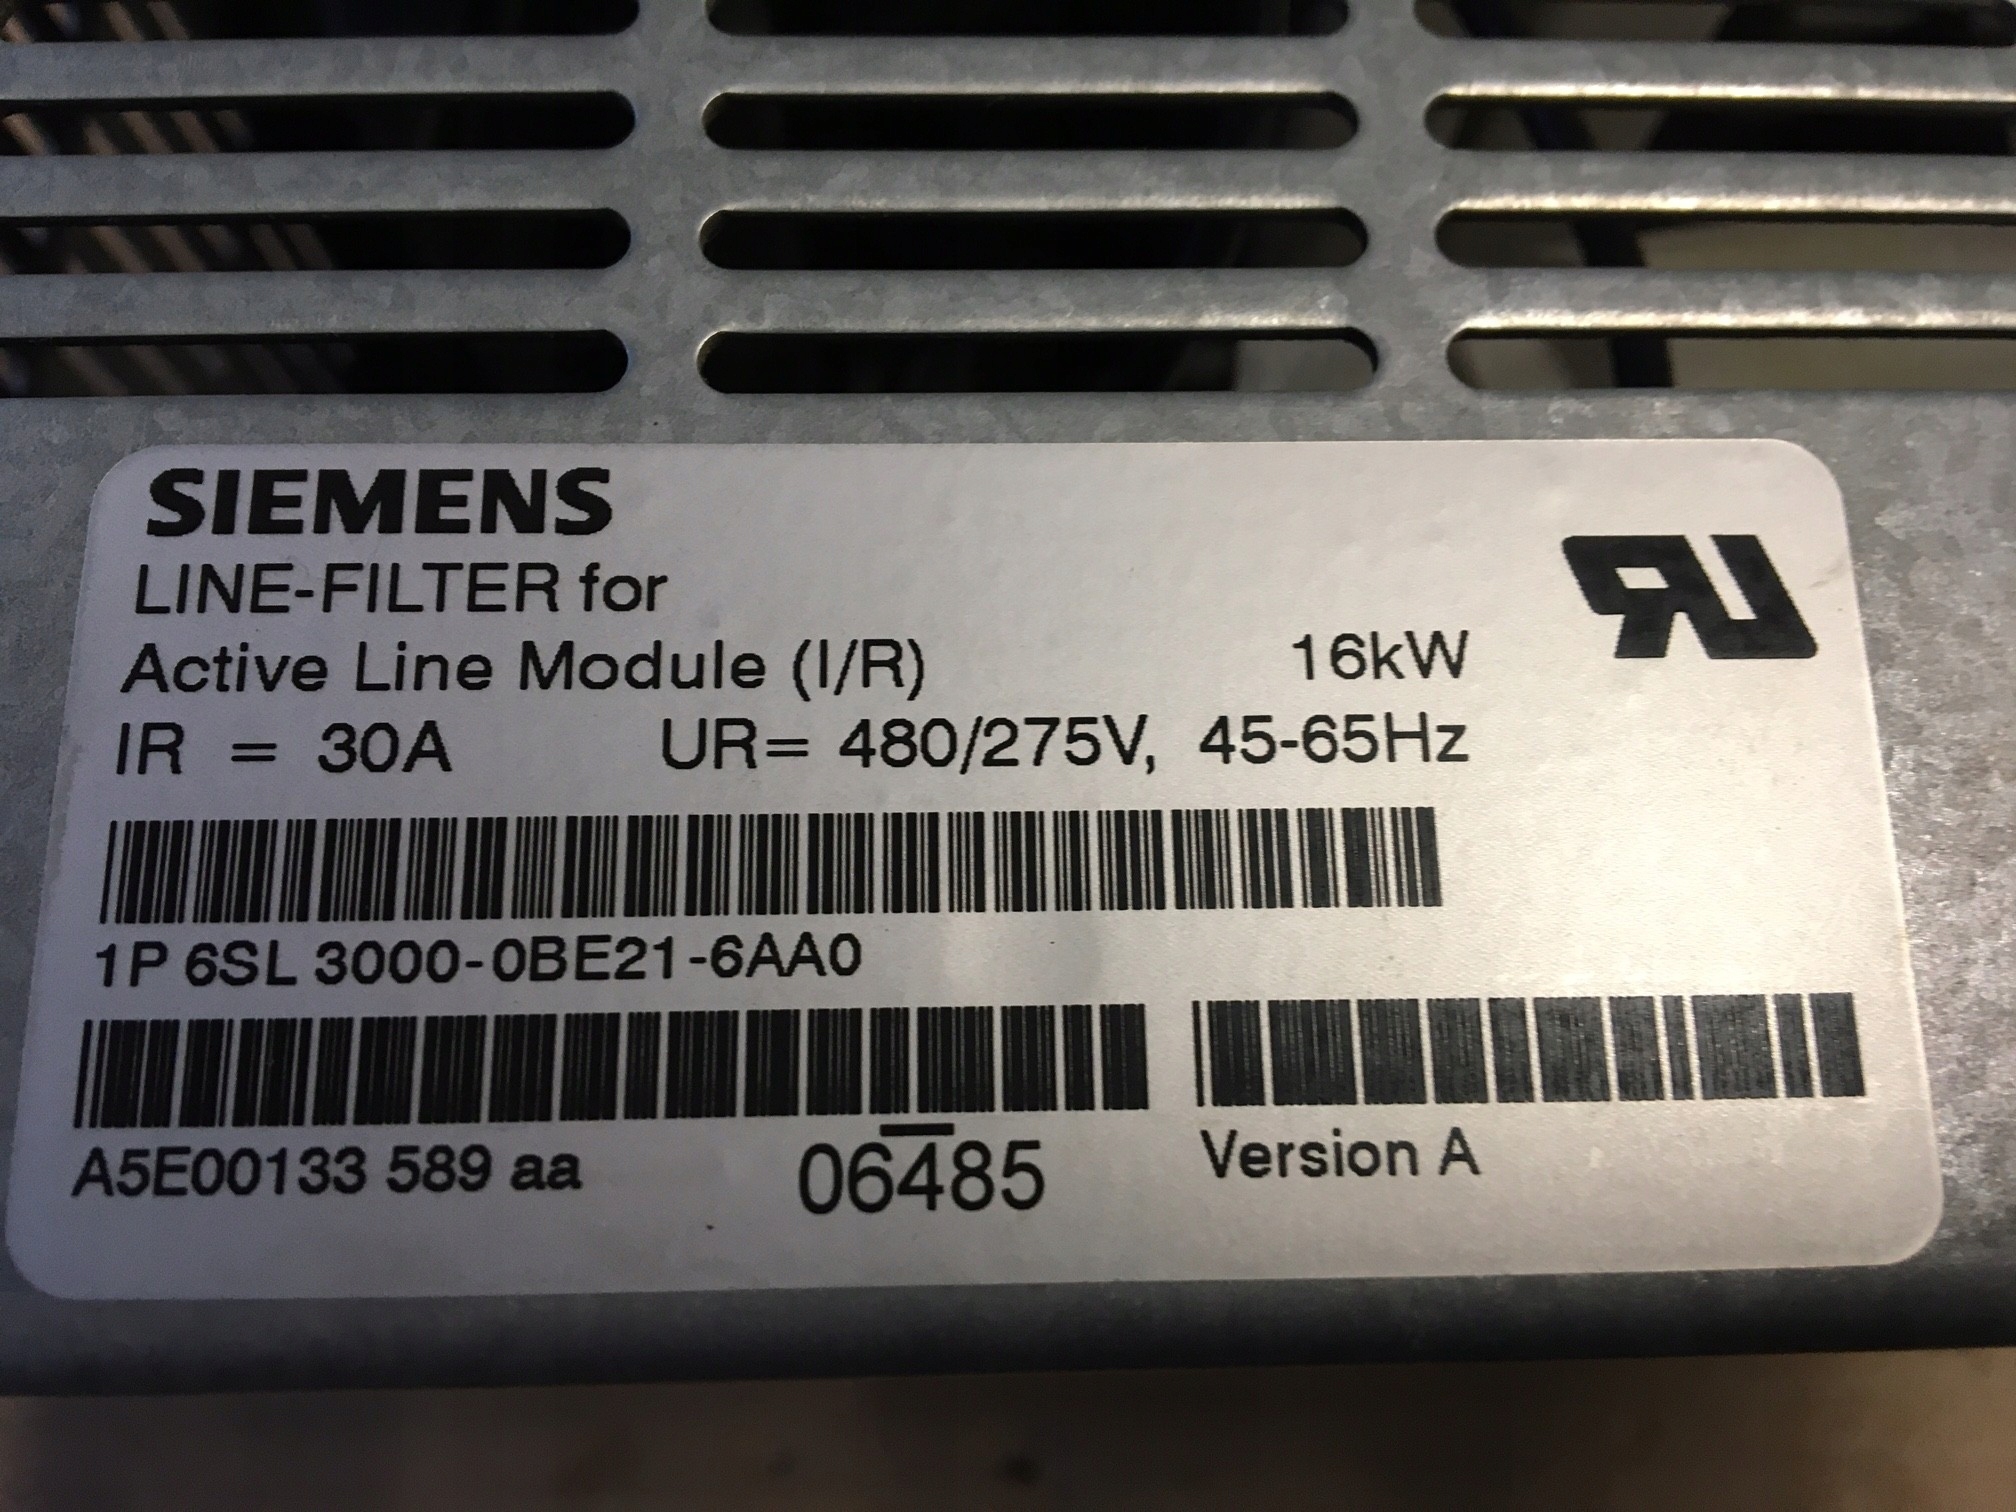 SIEMENS
LINE-FILTER for
Active Line Module (I/R) 16kW
IR = 30A UR= 480/275V, 45-65Hz
1P 6SL 3000-0BE21-6AA0
A5E00133 589 aa 06485 Version A